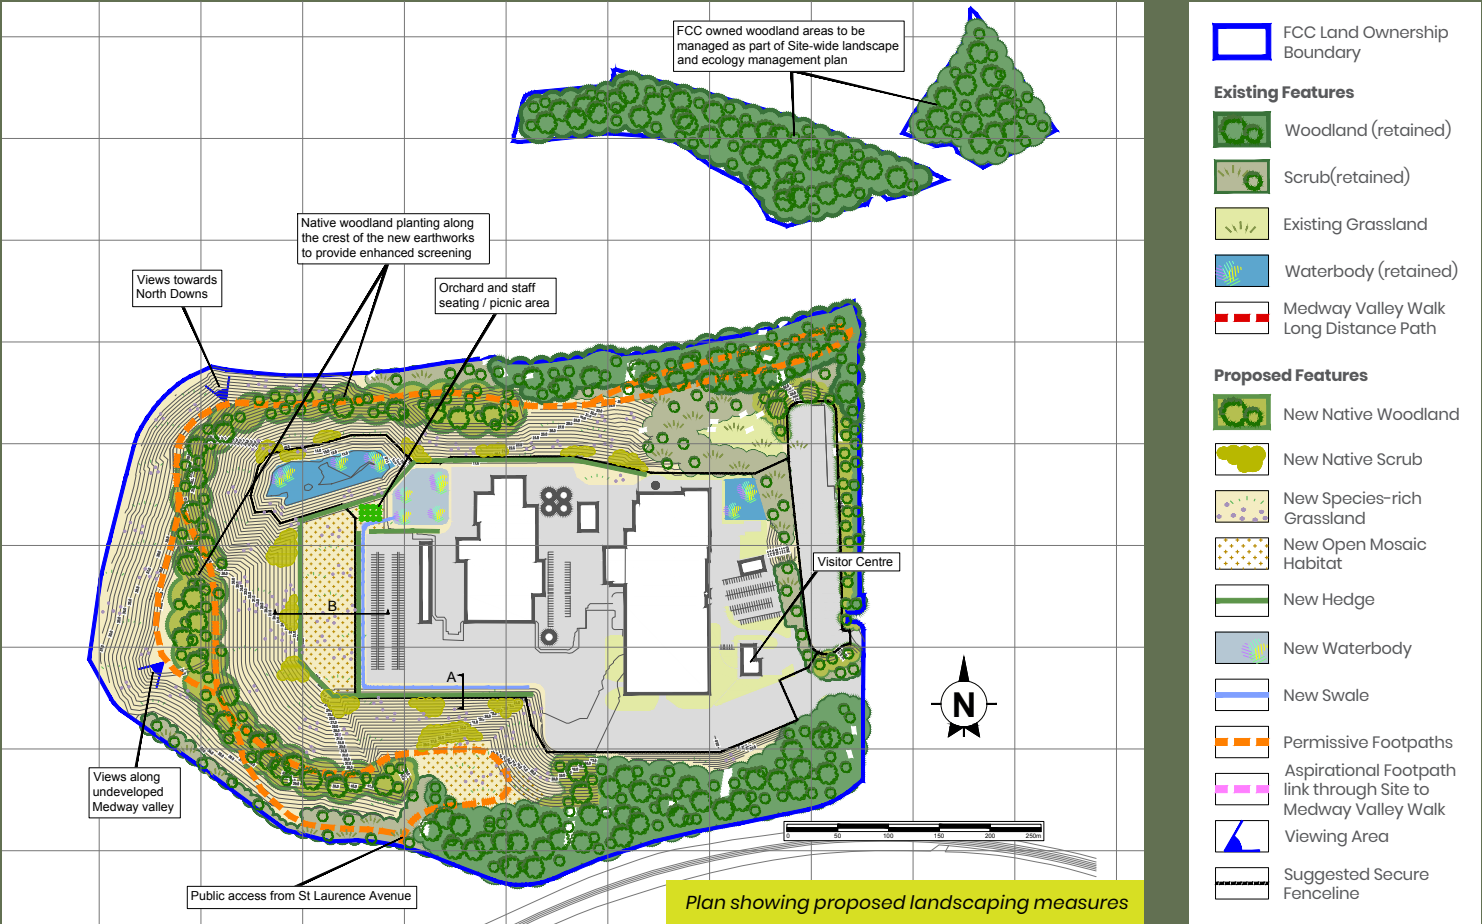 FCC owned woodland areas to be
managed as part of Site-wide landscape
and ecology management plan
Native woodland planting along
the crest of the new earthworks
to provide enhanced screening
Views towards
North Downs
Orchard and staff
seating / picnic area
Visitor Centre
B
A
N
Views along
undeveloped
Medway valley
Public access from St Laurence Avenue
0 50 100 150 200 250m
Plan showing proposed landscaping measures
FCC Land Ownership
Boundary
Existing Features
Woodland (retained)
Scrub(retained)
Existing Grassland
Waterbody (retained)
Medway Valley Walk
Long Distance Path
Proposed Features
New Native Woodland
New Native Scrub
New Species-rich
Grassland
New Open Mosaic
Habitat
New Hedge
New Waterbody
New Swale
Permissive Footpaths
Aspirational Footpath
link through Site to
Medway Valley Walk
Viewing Area
Suggested Secure
Fenceline